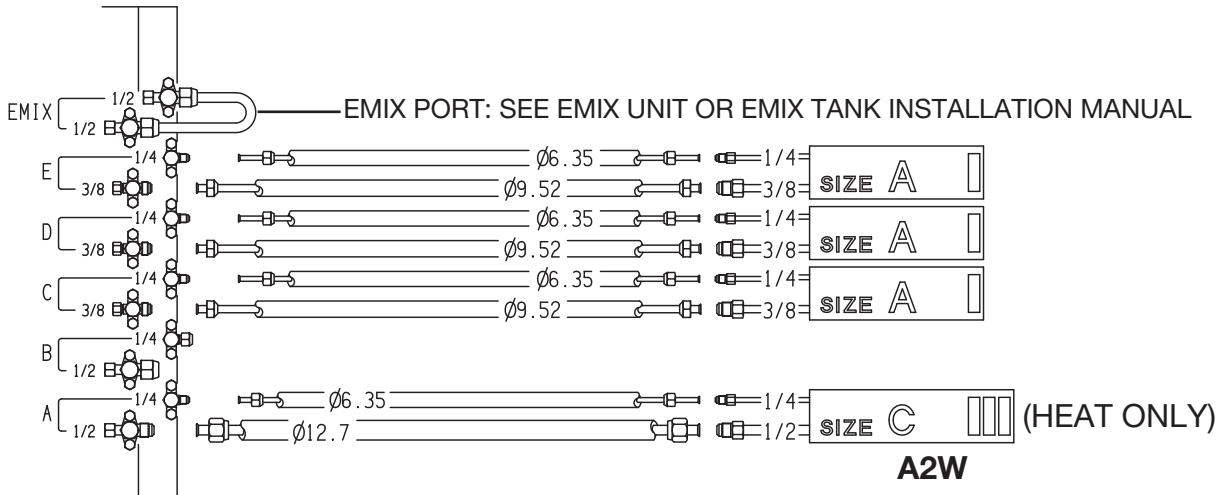 EMIX
1/2
1/2
EMIX PORT: SEE EMIX UNIT OR EMIX TANK INSTALLATION MANUAL
E
1/4
3/8
Ø6.35
Ø9.52
1/4
3/8
SIZE A
D
1/4
3/8
Ø6.35
Ø9.52
1/4
3/8
SIZE A
C
1/4
3/8
Ø6.35
Ø9.52
1/4
3/8
SIZE A
B
1/4
1/2
A
1/4
1/2
Ø6.35
Ø12.7
1/4
1/2
SIZE C
(HEAT ONLY)
A2W